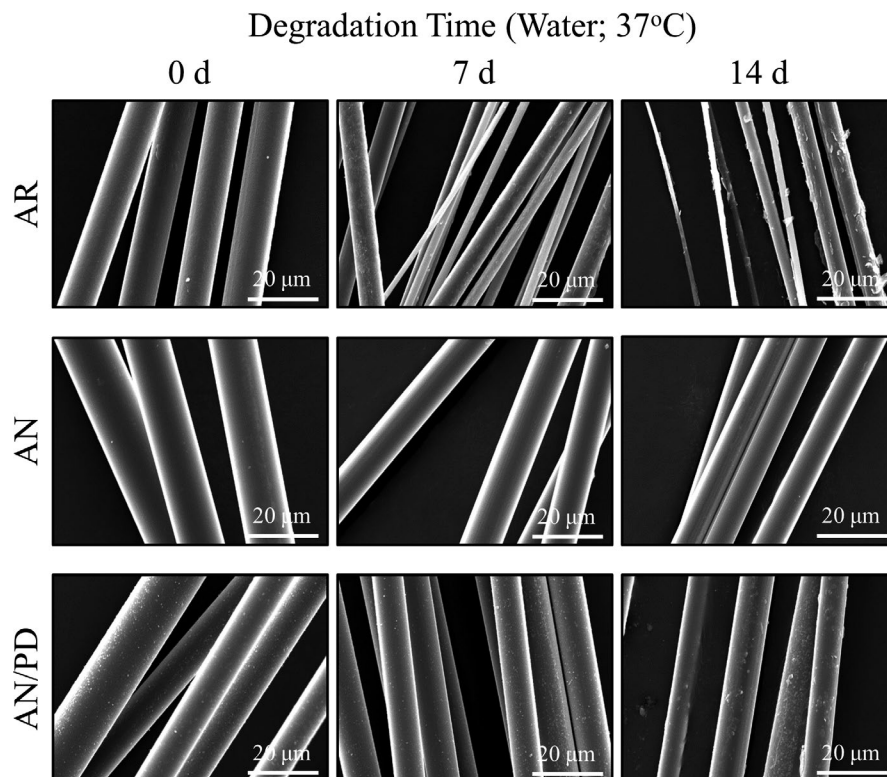 Degradation Time (Water; 37°C)
0 d 7 d 14 d
AR
20 µm 20 µm 20 µm
AN
20 µm 20 µm 20 µm
AN/PD
20 µm 20 µm 20 µm